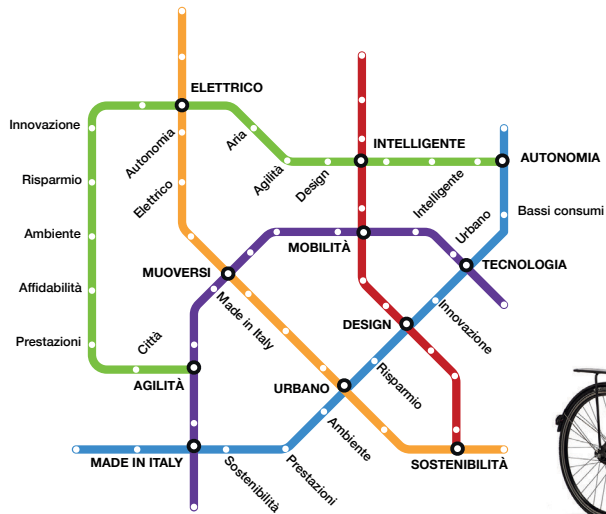 ELETTRICO
Innovazione
Autonomia
Aria
INTELLIGENTE
AUTONOMIA
Risparmio
Elettrico
Agilità
Design
Intelligente
Bassi consumi
Ambiente
MOBILITÀ
Urbano
MUOVERSI
TECNOLOGIA
Affidabilità
Made in Italy
DESIGN
Innovazione
Prestazioni
Città
AGILITÀ
URBANO
Risparmio
Ambiente
MADE IN ITALY
Sostenibilità
Prestazioni
SOSTENIBILITÀ